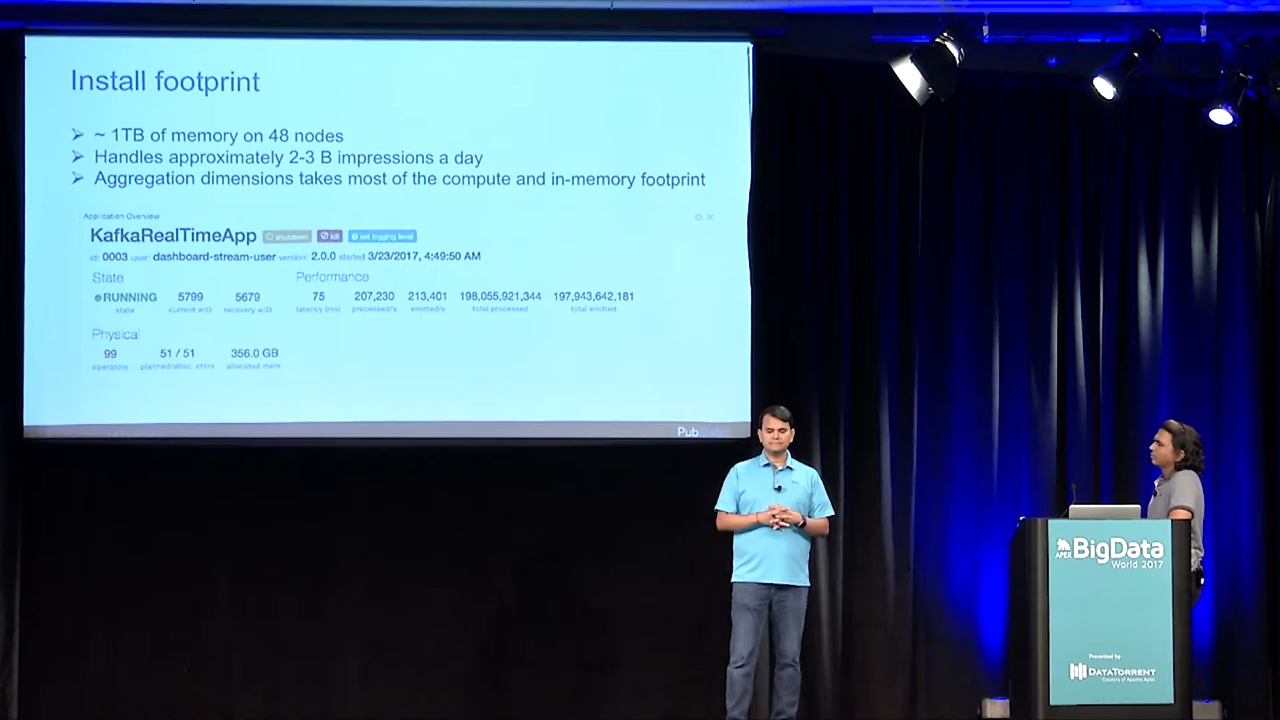 Install footprint
➢ ~ 1TB of memory on 48 nodes
➢ Handles approximately 2-3 B impressions a day
➢ Aggregation dimensions takes most of the compute and in-memory footprint
Application Overview
KafkaRealTimeApp shutdown kill set logging level
id: 0003 user: dashboard-stream-user version: 2.0.0 started 3/23/2017, 4:49:50 AM
State Performance
RUNNING 5799 5679 75 207,230 213,401 198,055,921,344 197,943,642,181
state current wID recovery wID latency (ms) processed/s emitted/s total processed total emitted
Physical
99 51 / 51 356.0 GB
operators planned/alloc. ctnrs allocated mem.
Pub
APEX BigData
World 2017
Presented by
DATATORRENT
Creators of Apache Apex